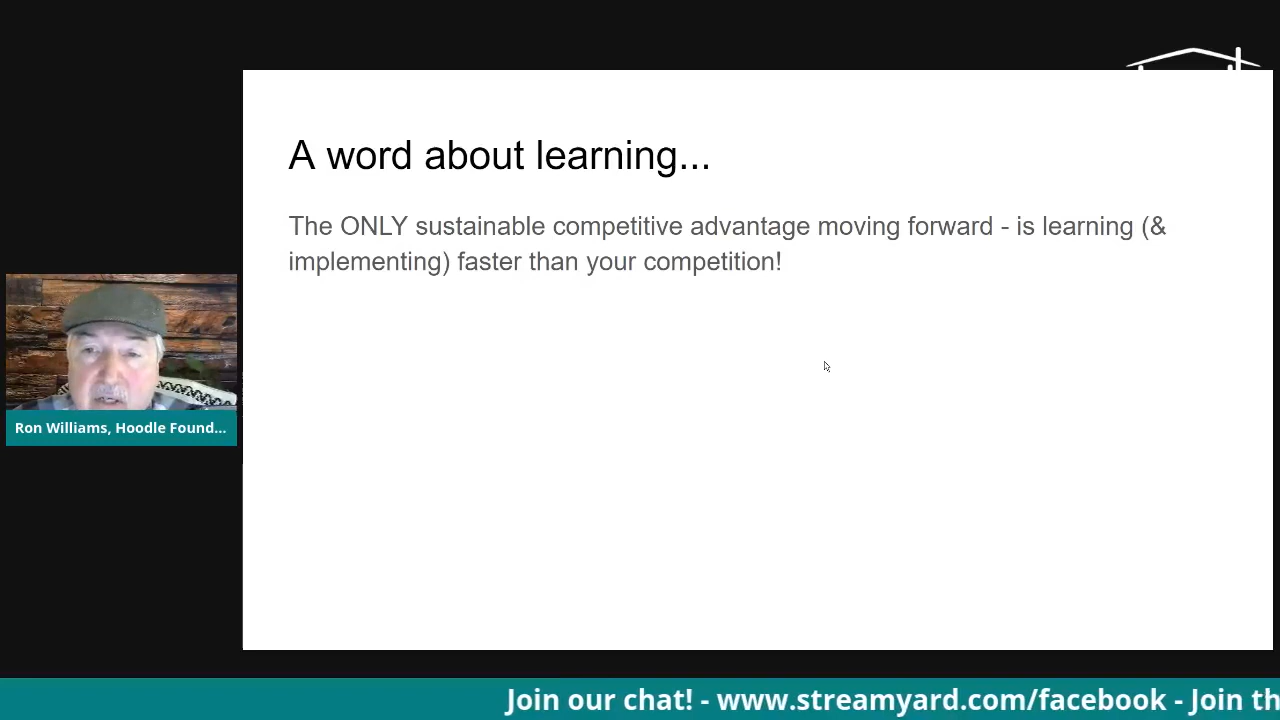 A word about learning...
The ONLY sustainable competitive advantage moving forward - is learning (&
implementing) faster than your competition!
Ron Williams, Hoodle Found...
Join our chat! - www.streamyard.com/facebook - Join th